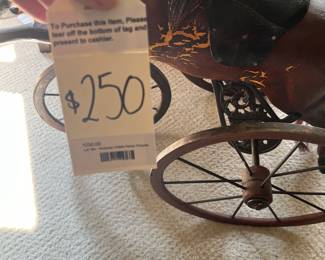 To Purchase this item, Please
tear off the bottom of tag and
present to cashier.
$250